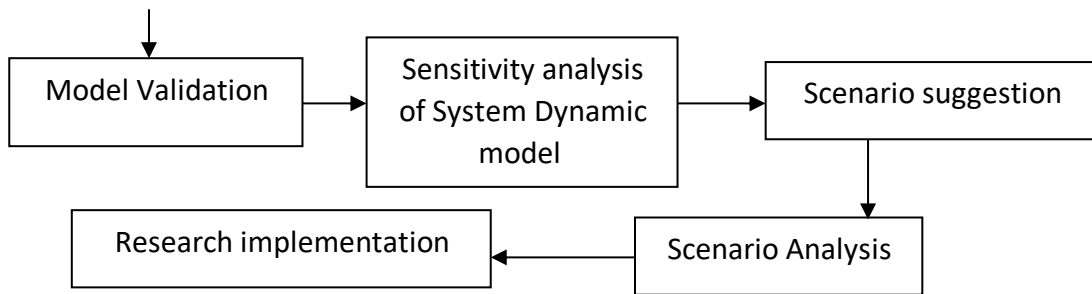 Model Validation
Sensitivity analysis
of System Dynamic
model
Scenario suggestion
Scenario Analysis
Research implementation